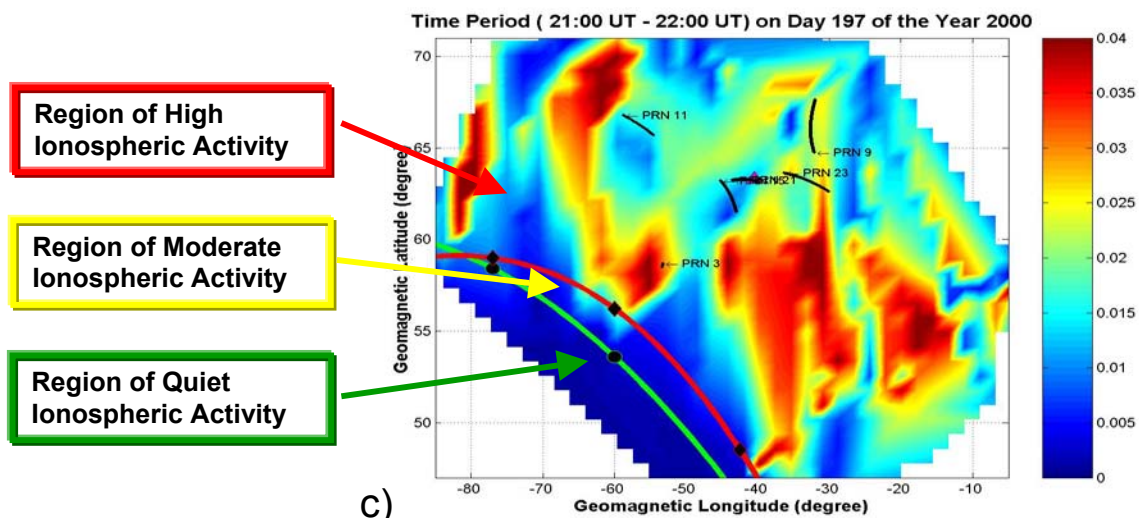 Time Period ( 21:00 UT - 22:00 UT) on Day 197 of the Year 2000
Region of High
Ionospheric Activity
Region of Moderate
Ionospheric Activity
Region of Quiet
Ionospheric Activity
Geomagnetic Latitude (degree)
70
65
60
55
50
PRN 11
PRN 9
PRN 23
PRN 3
-80
-70
-60
-50
-40
-30
-20
-10
Geomagnetic Longitude (degree)
0.04
0.035
0.03
0.025
0.02
0.015
0.01
0.005
0
c)